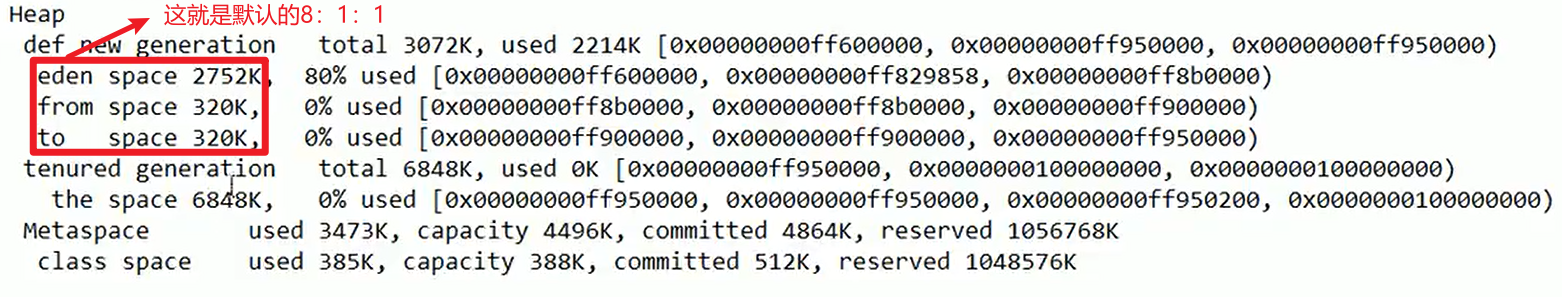 Heap 这就是默认的8：1：1
def new generation   total 3072K, used 2214K [0x00000000ff600000, 0x00000000ff950000, 0x00000000ff950000)
eden space 2752K,  80% used [0x00000000ff600000, 0x00000000ff829858, 0x00000000ff8b0000)
from space 320K,   0% used [0x00000000ff8b0000, 0x00000000ff8b0000, 0x00000000ff900000)
to   space 320K,   0% used [0x00000000ff900000, 0x00000000ff900000, 0x00000000ff950000)
tenured generation   total 6848K, used 0K [0x00000000ff950000, 0x0000000100000000, 0x0000000100000000)
the space 6848K,   0% used [0x00000000ff950000, 0x00000000ff950000, 0x00000000ff950200, 0x0000000100000000)
Metaspace       used 3473K, capacity 4496K, committed 4864K, reserved 1056768K
class space    used 385K, capacity 388K, committed 512K, reserved 1048576K